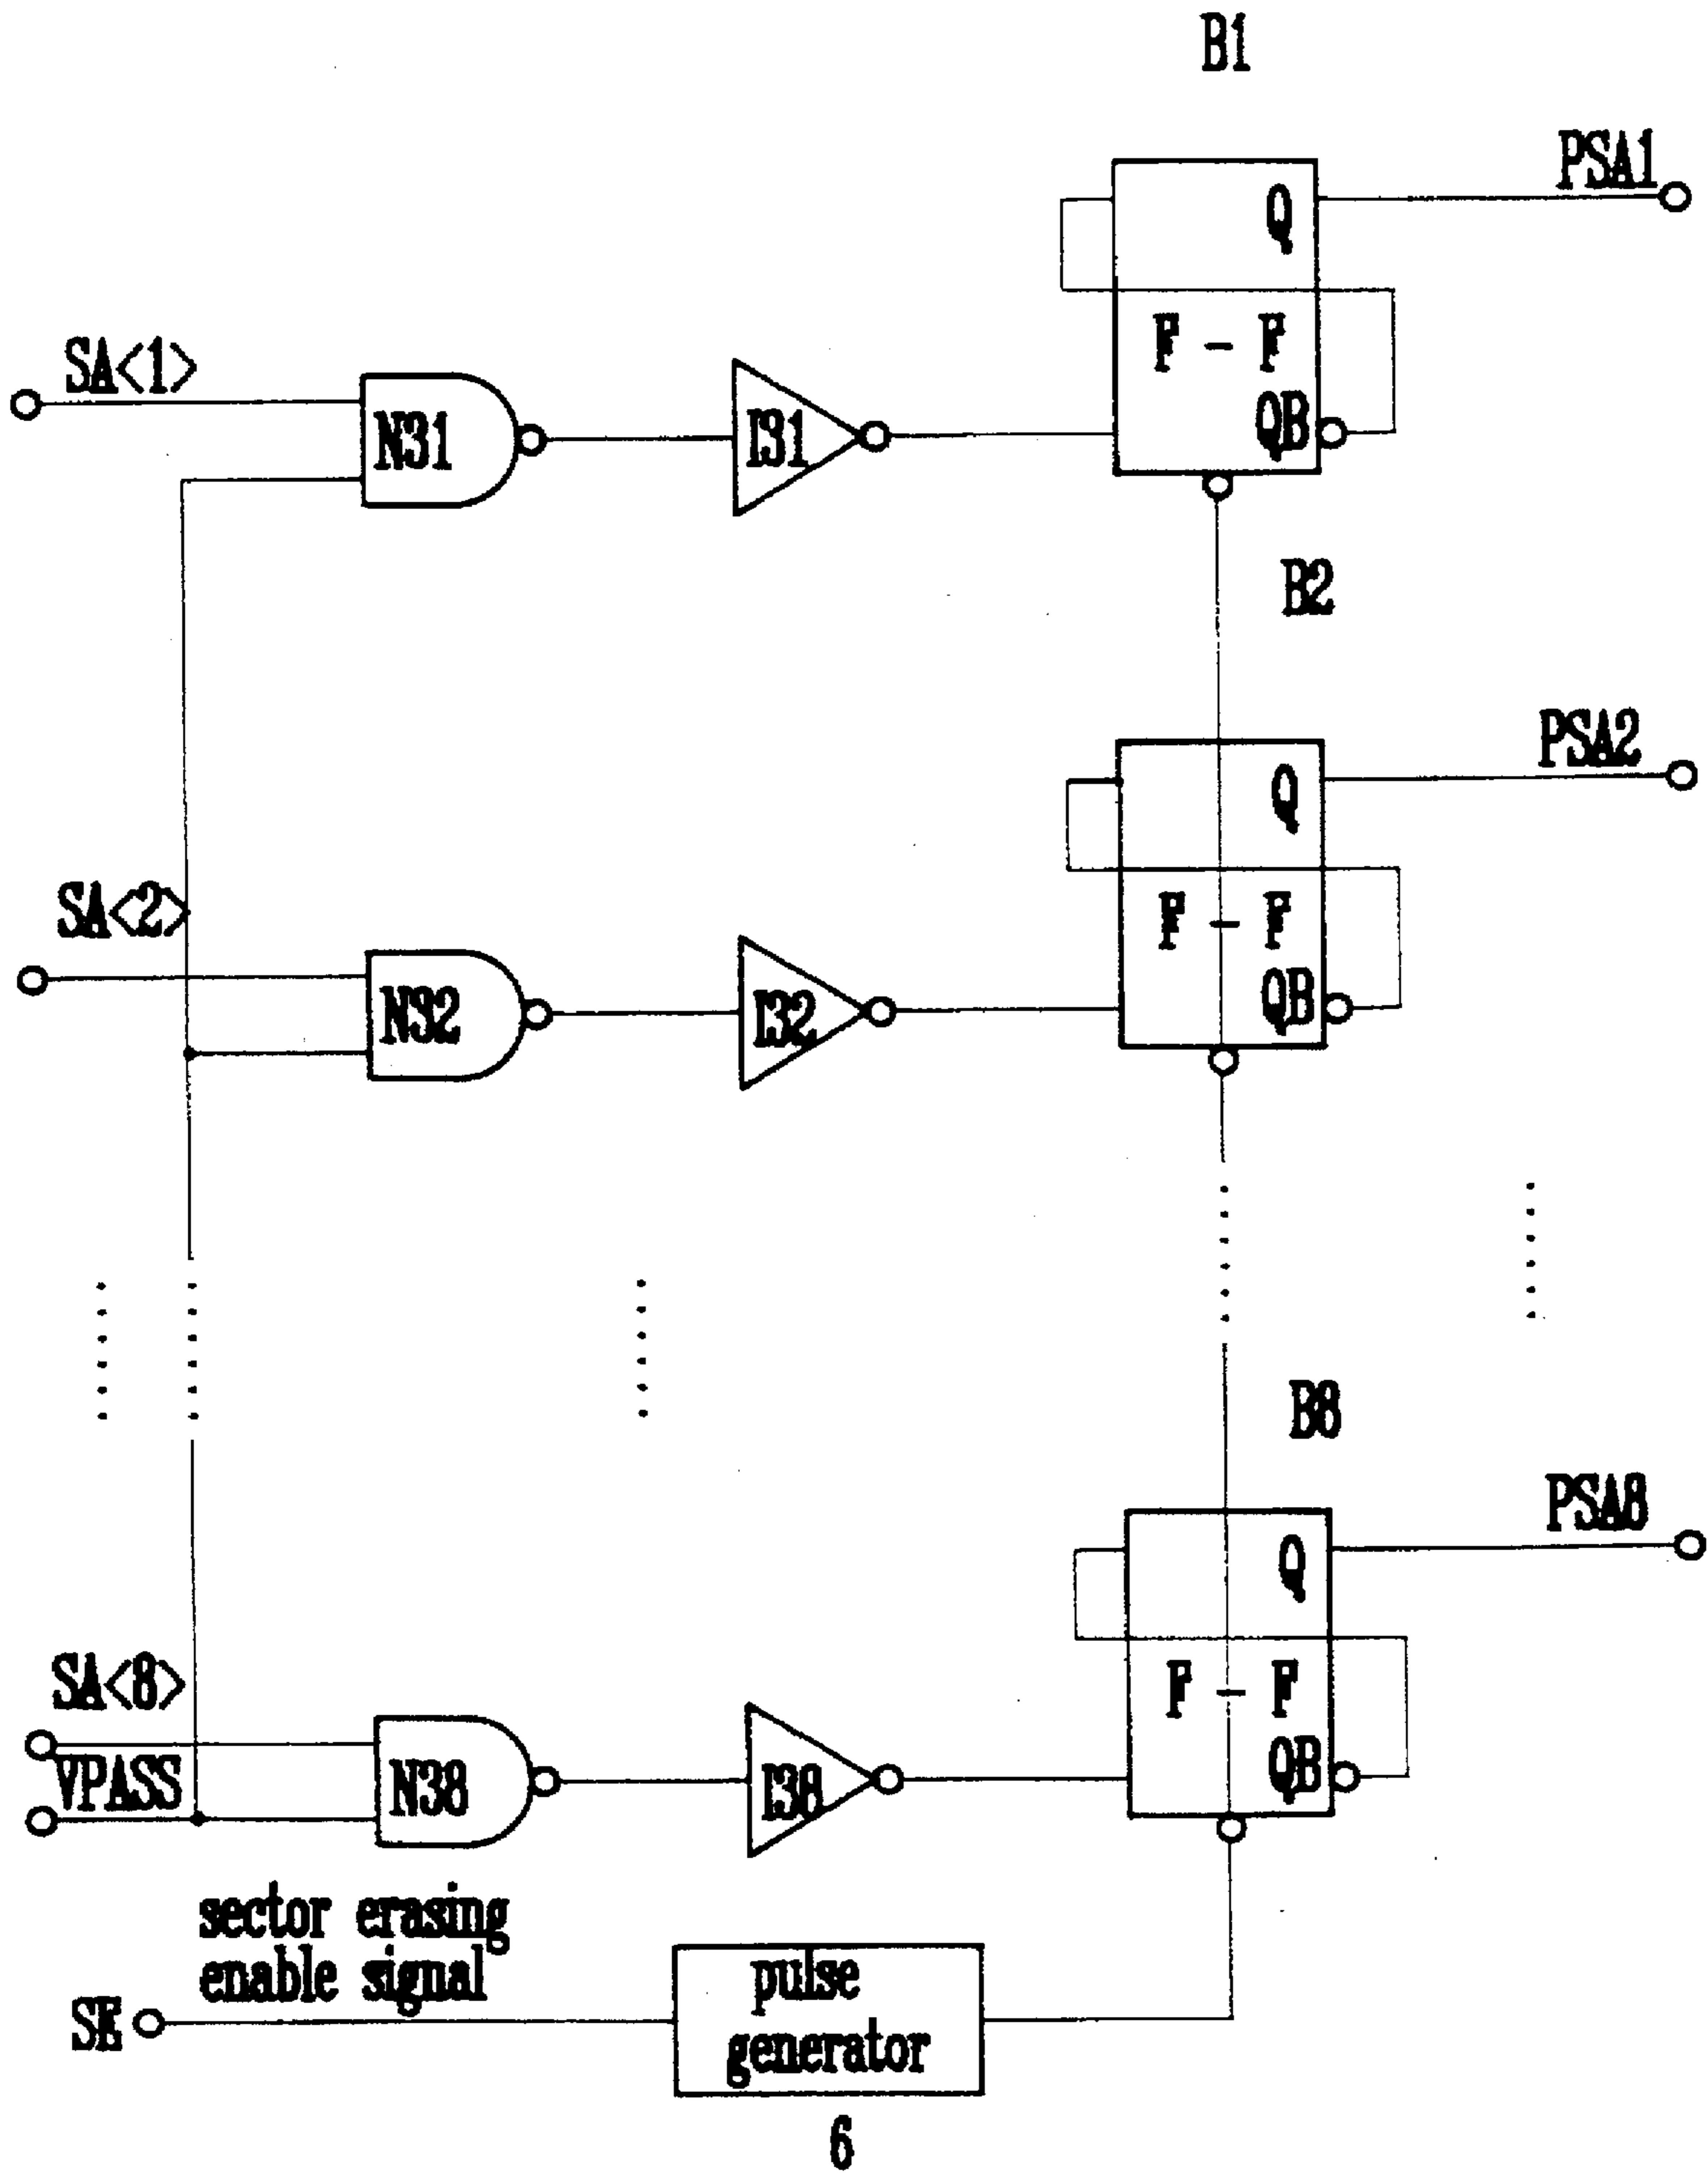 B1
PSA1
Q
F - F
QB
SA<1>
N31
I31
B2
PSA2
Q
F - F
QB
SA<2>
N32
I32
B8
PSA8
Q
F - F
QB
SA<8>
VPASS
N38
I38
sector erasing
enable signal
SE
pulse
generator
6